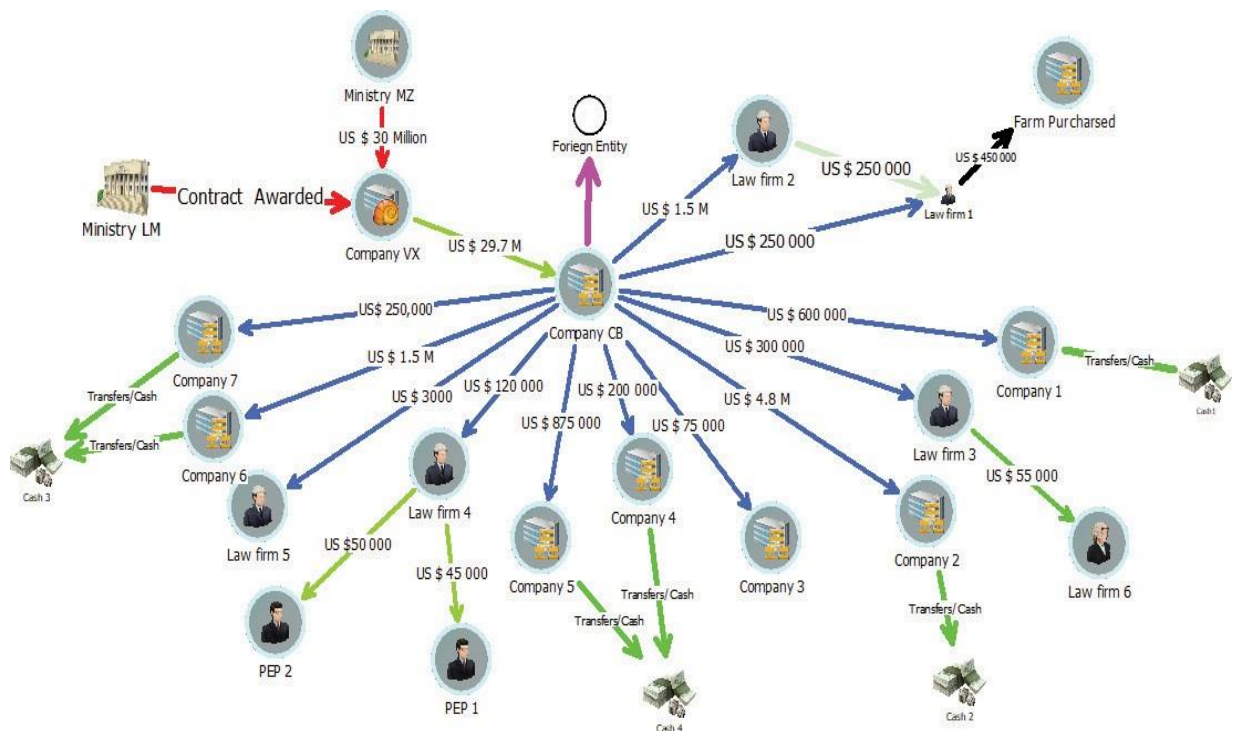 Ministry MZ
US $ 30 Million
Ministry LM
Contract Awarded
Company VX
US $ 29.7 M
Foriegn Entity
Company CB
US $ 1.5 M
Law firm 2
US $ 250 000
Law firm 1
US $ 450 000
Farm Purcharsed
US $ 250 000
US $ 600 000
Company 1
Transfers/Cash
Cash1
US $ 300 000
Law firm 3
US $ 55 000
Law firm 6
US $ 4.8 M
Company 2
Transfers/Cash
Cash 2
US $ 75 000
Company 3
US $ 200 000
Company 4
Transfers/Cash
US $ 875 000
Company 5
Transfers/Cash
Cash 4
US $ 120 000
Law firm 4
US $ 45 000
PEP 1
US $50 000
PEP 2
US $ 3000
Law firm 5
US $ 1.5 M
Company 6
Transfers/Cash
US$ 250,000
Company 7
Transfers/Cash
Cash 3